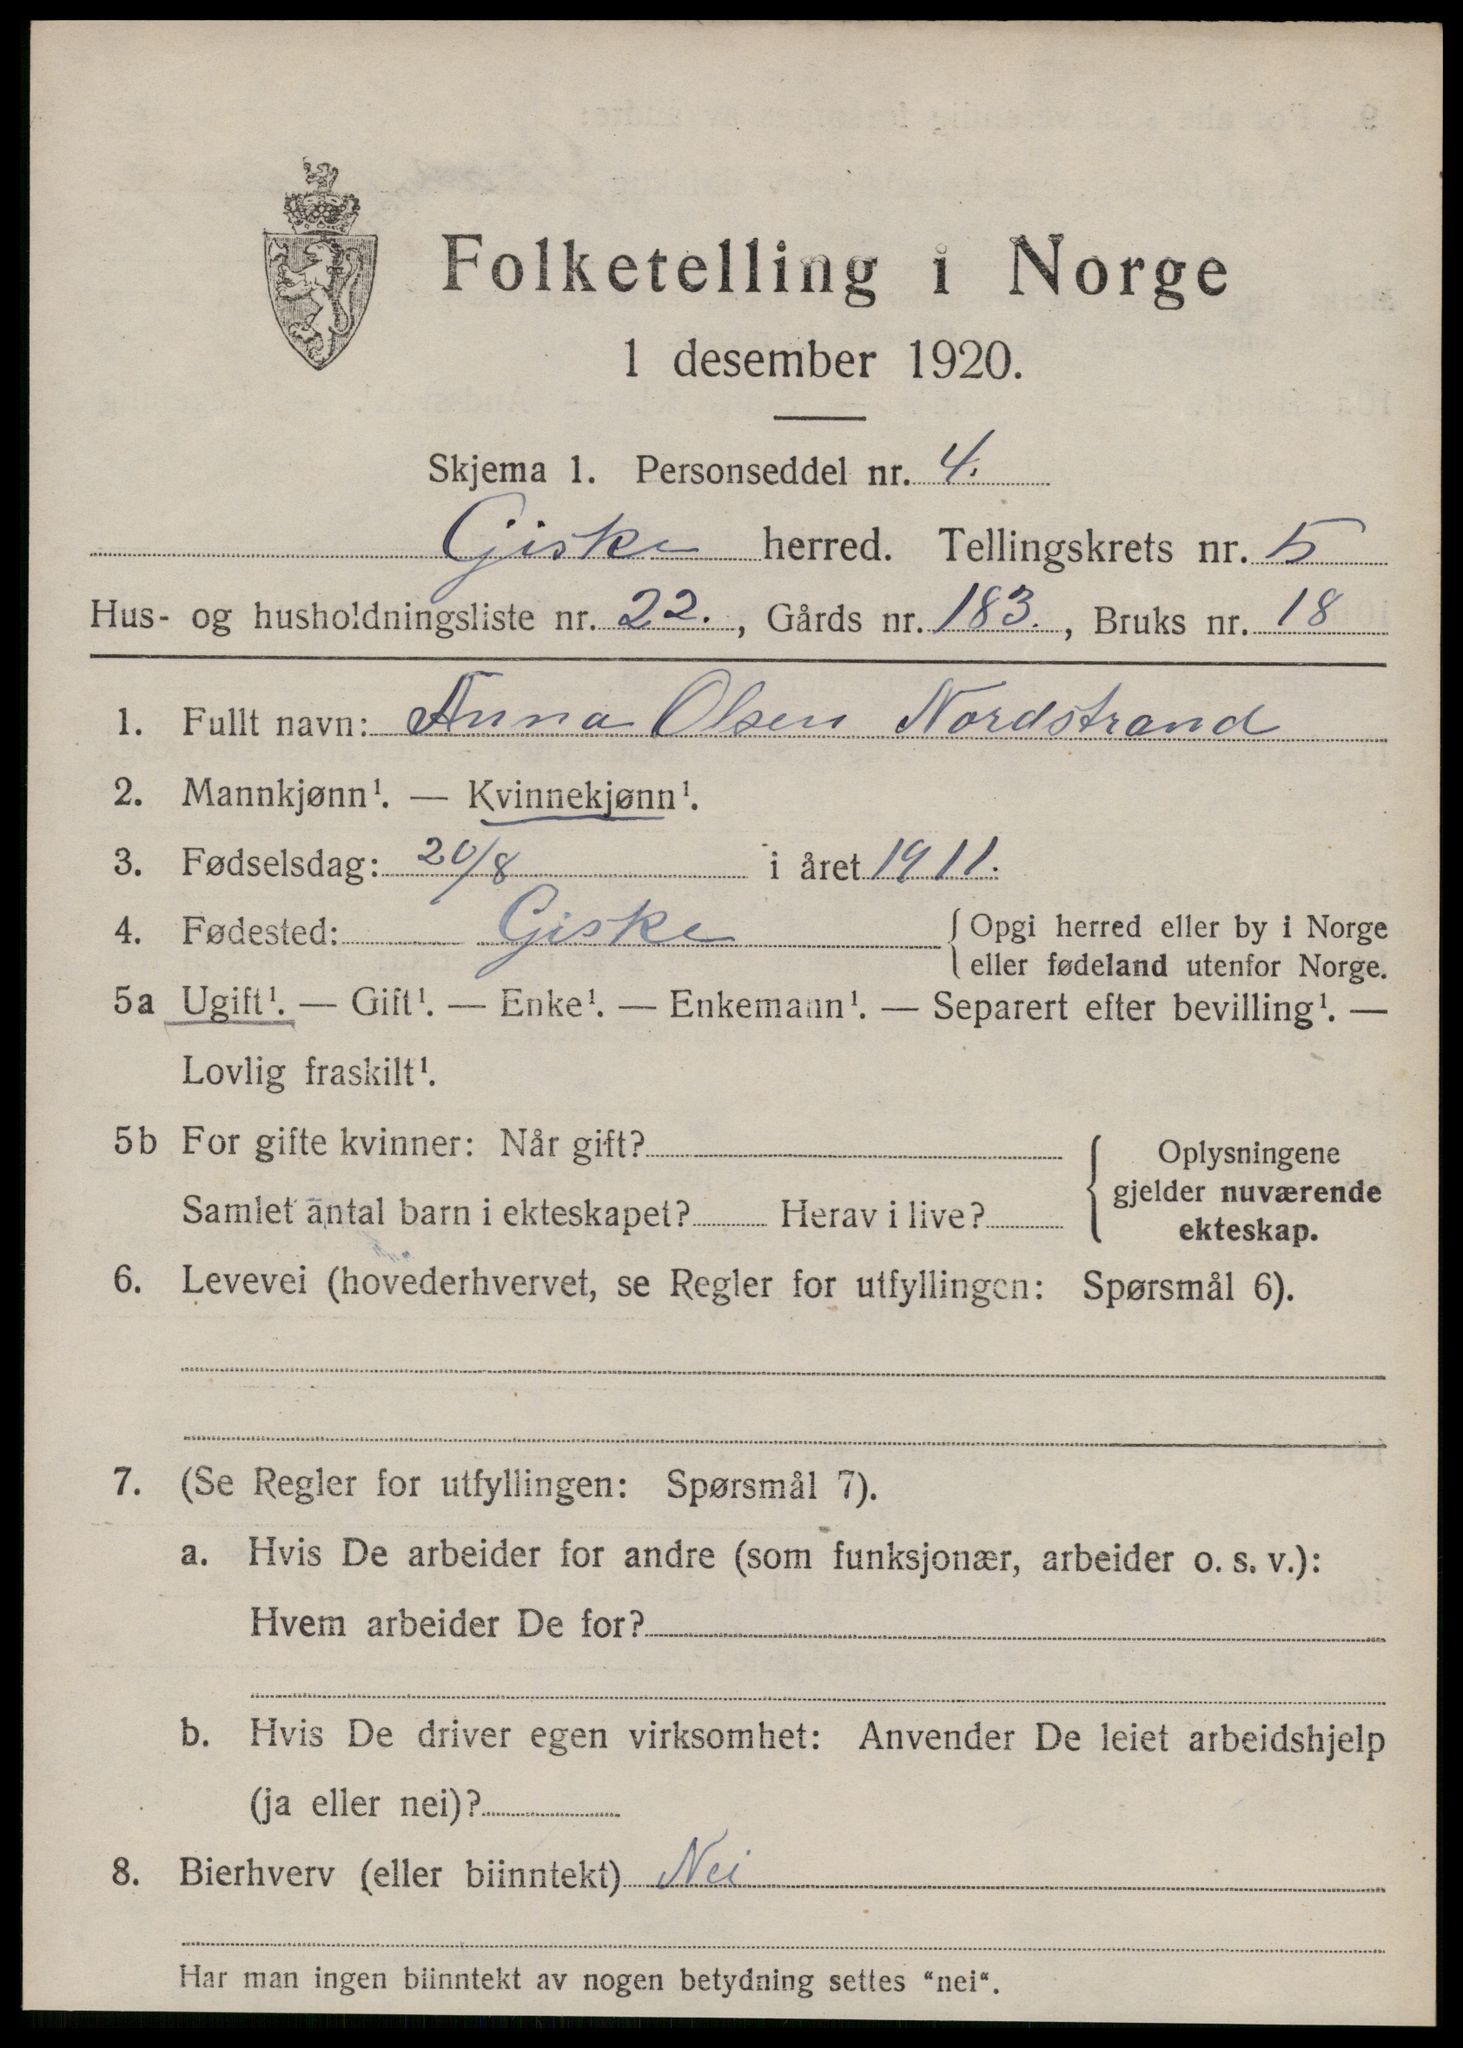 Folketelling i Norge
1 desember 1920.
Skjema 1. Personseddel nr. 4.
Giske herred. Tellingskrets nr. 5
Hus- og husholdningsliste nr. 22., Gårds nr. 183., Bruks nr. 18
1. Fullt navn: Anna Olsen Nordstrand
2. Mannkjønn¹. — Kvinnekjønn¹.
3. Fødselsdag: 20/8 i året 1911.
4. Fødested: Giske { Opgi herred eller by i Norge
eller fødeland utenfor Norge.
5a Ugift¹. — Gift¹. — Enke¹. — Enkemann¹. — Separert efter bevilling¹. —
Lovlig fraskilt¹.
5b For gifte kvinner: Når gift?
Samlet antal barn i ekteskapet? Herav i live?
{ Oplysningene
gjelder nuværende
ekteskap.
6. Levevei (hovederhvervet, se Regler for utfyllingen: Spørsmål 6).
7. (Se Regler for utfyllingen: Spørsmål 7).
a. Hvis De arbeider for andre (som funksjonær, arbeider o. s. v.):
Hvem arbeider De for?
b. Hvis De driver egen virksomhet: Anvender De leiet arbeidshjelp
(ja eller nei)?
8. Bierhverv (eller biinntekt) Nei
Har man ingen biinntekt av nogen betydning settes “nei“.